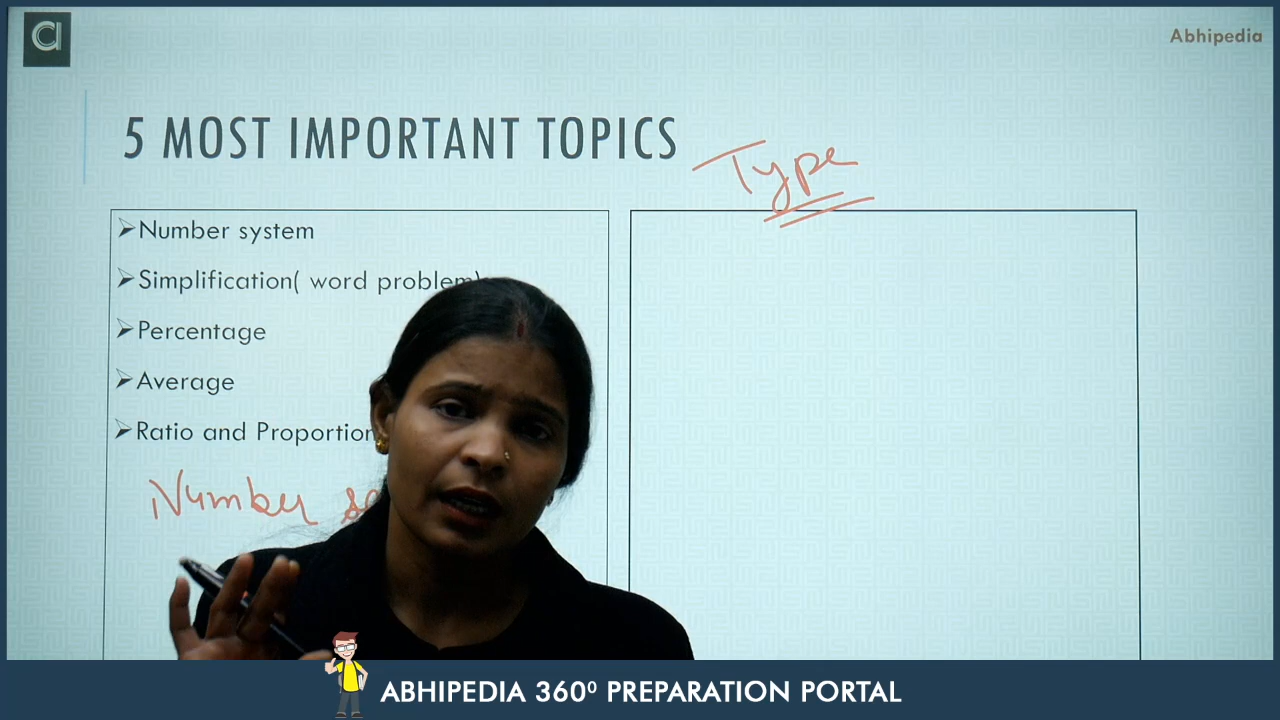 Abhipedia
5 MOST IMPORTANT TOPICS
Type
➢Number system
➢Simplification( word problem)
➢Percentage
➢Average
➢Ratio and Proportion
Number
ABHIPEDIA 360⁰ PREPARATION PORTAL